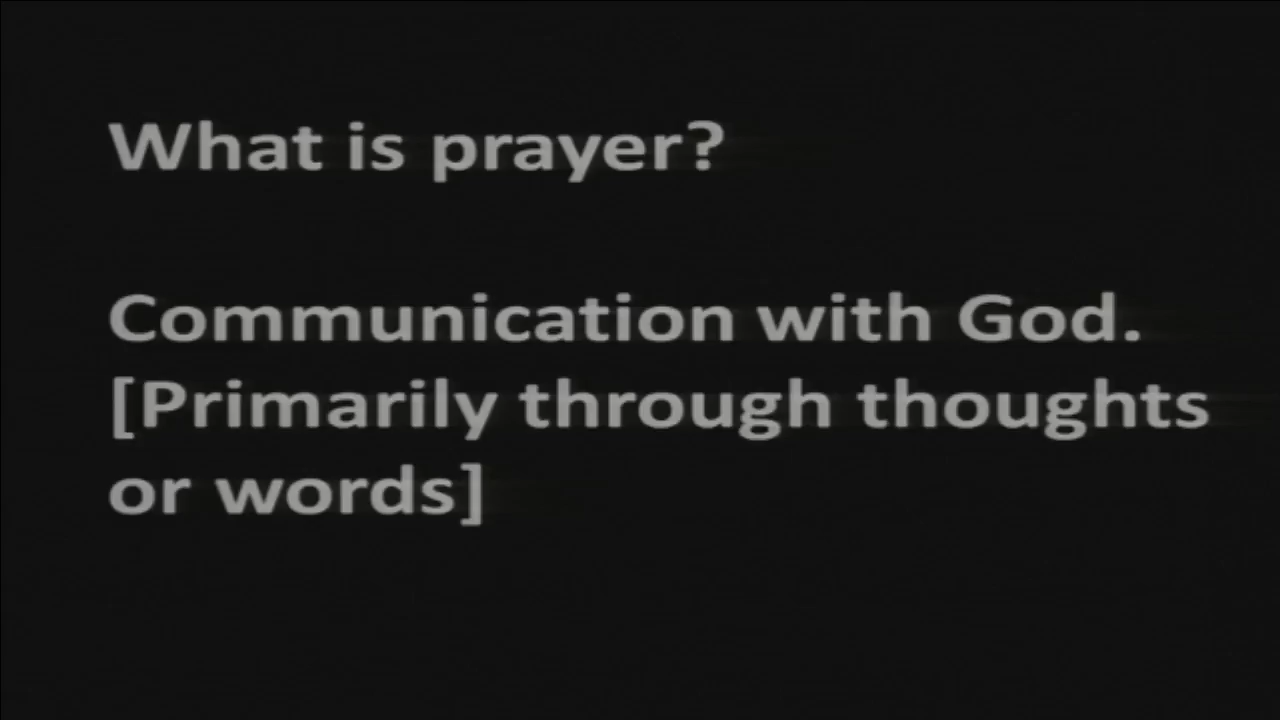 What is prayer?
Communication with God.
[Primarily through thoughts
or words]